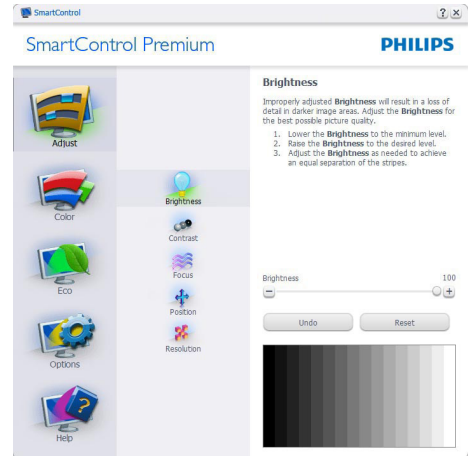 SmartControl
SmartControl Premium
PHILIPS
Adjust
Color
Eco
Options
Help
Brightness
Contrast
Focus
Position
Resolution
Brightness
Improperly adjusted Brightness will result in a loss of
detail in darker image areas. Adjust the Brightness for
the best possible picture quality.
1. Lower the Brightness to the minimum level.
2. Raise the Brightness to the desired level.
3. Adjust the Brightness as needed to achieve
an equal separation of the stripes.
Brightness 100
Undo Reset